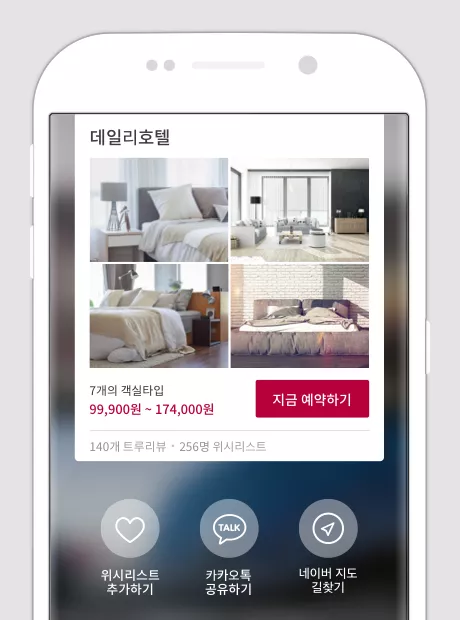 데일리호텔
7개의 객실타입
99,900원 ~ 174,000원
지금 예약하기
140개 트루리뷰 · 256명 위시리스트
TALK
위시리스트
추가하기
카카오톡
공유하기
네이버 지도
길찾기